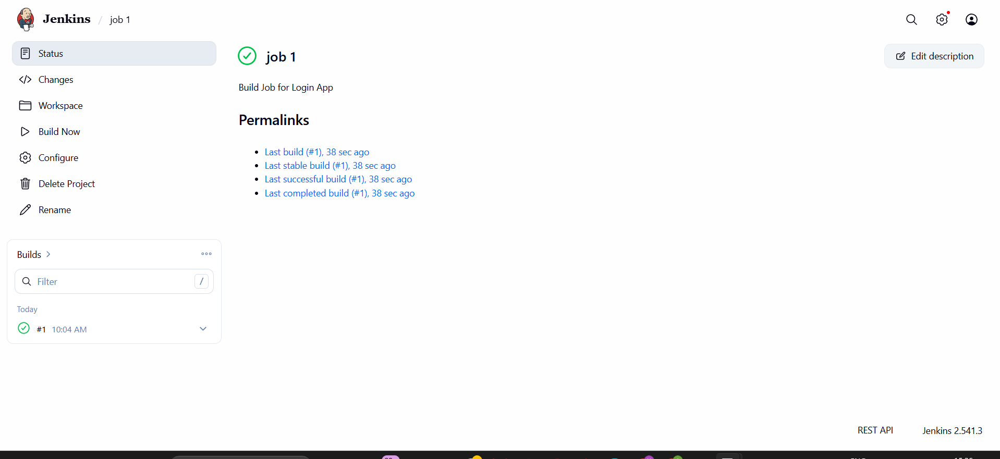 Jenkins / job 1
Status
Changes
Workspace
Build Now
Configure
Delete Project
Rename
Builds
Filter /
Today
#1 10:04 AM
job 1
Edit description
Build Job for Login App
Permalinks
Last build (#1), 38 sec ago
Last stable build (#1), 38 sec ago
Last successful build (#1), 38 sec ago
Last completed build (#1), 38 sec ago
REST API
Jenkins 2.541.3